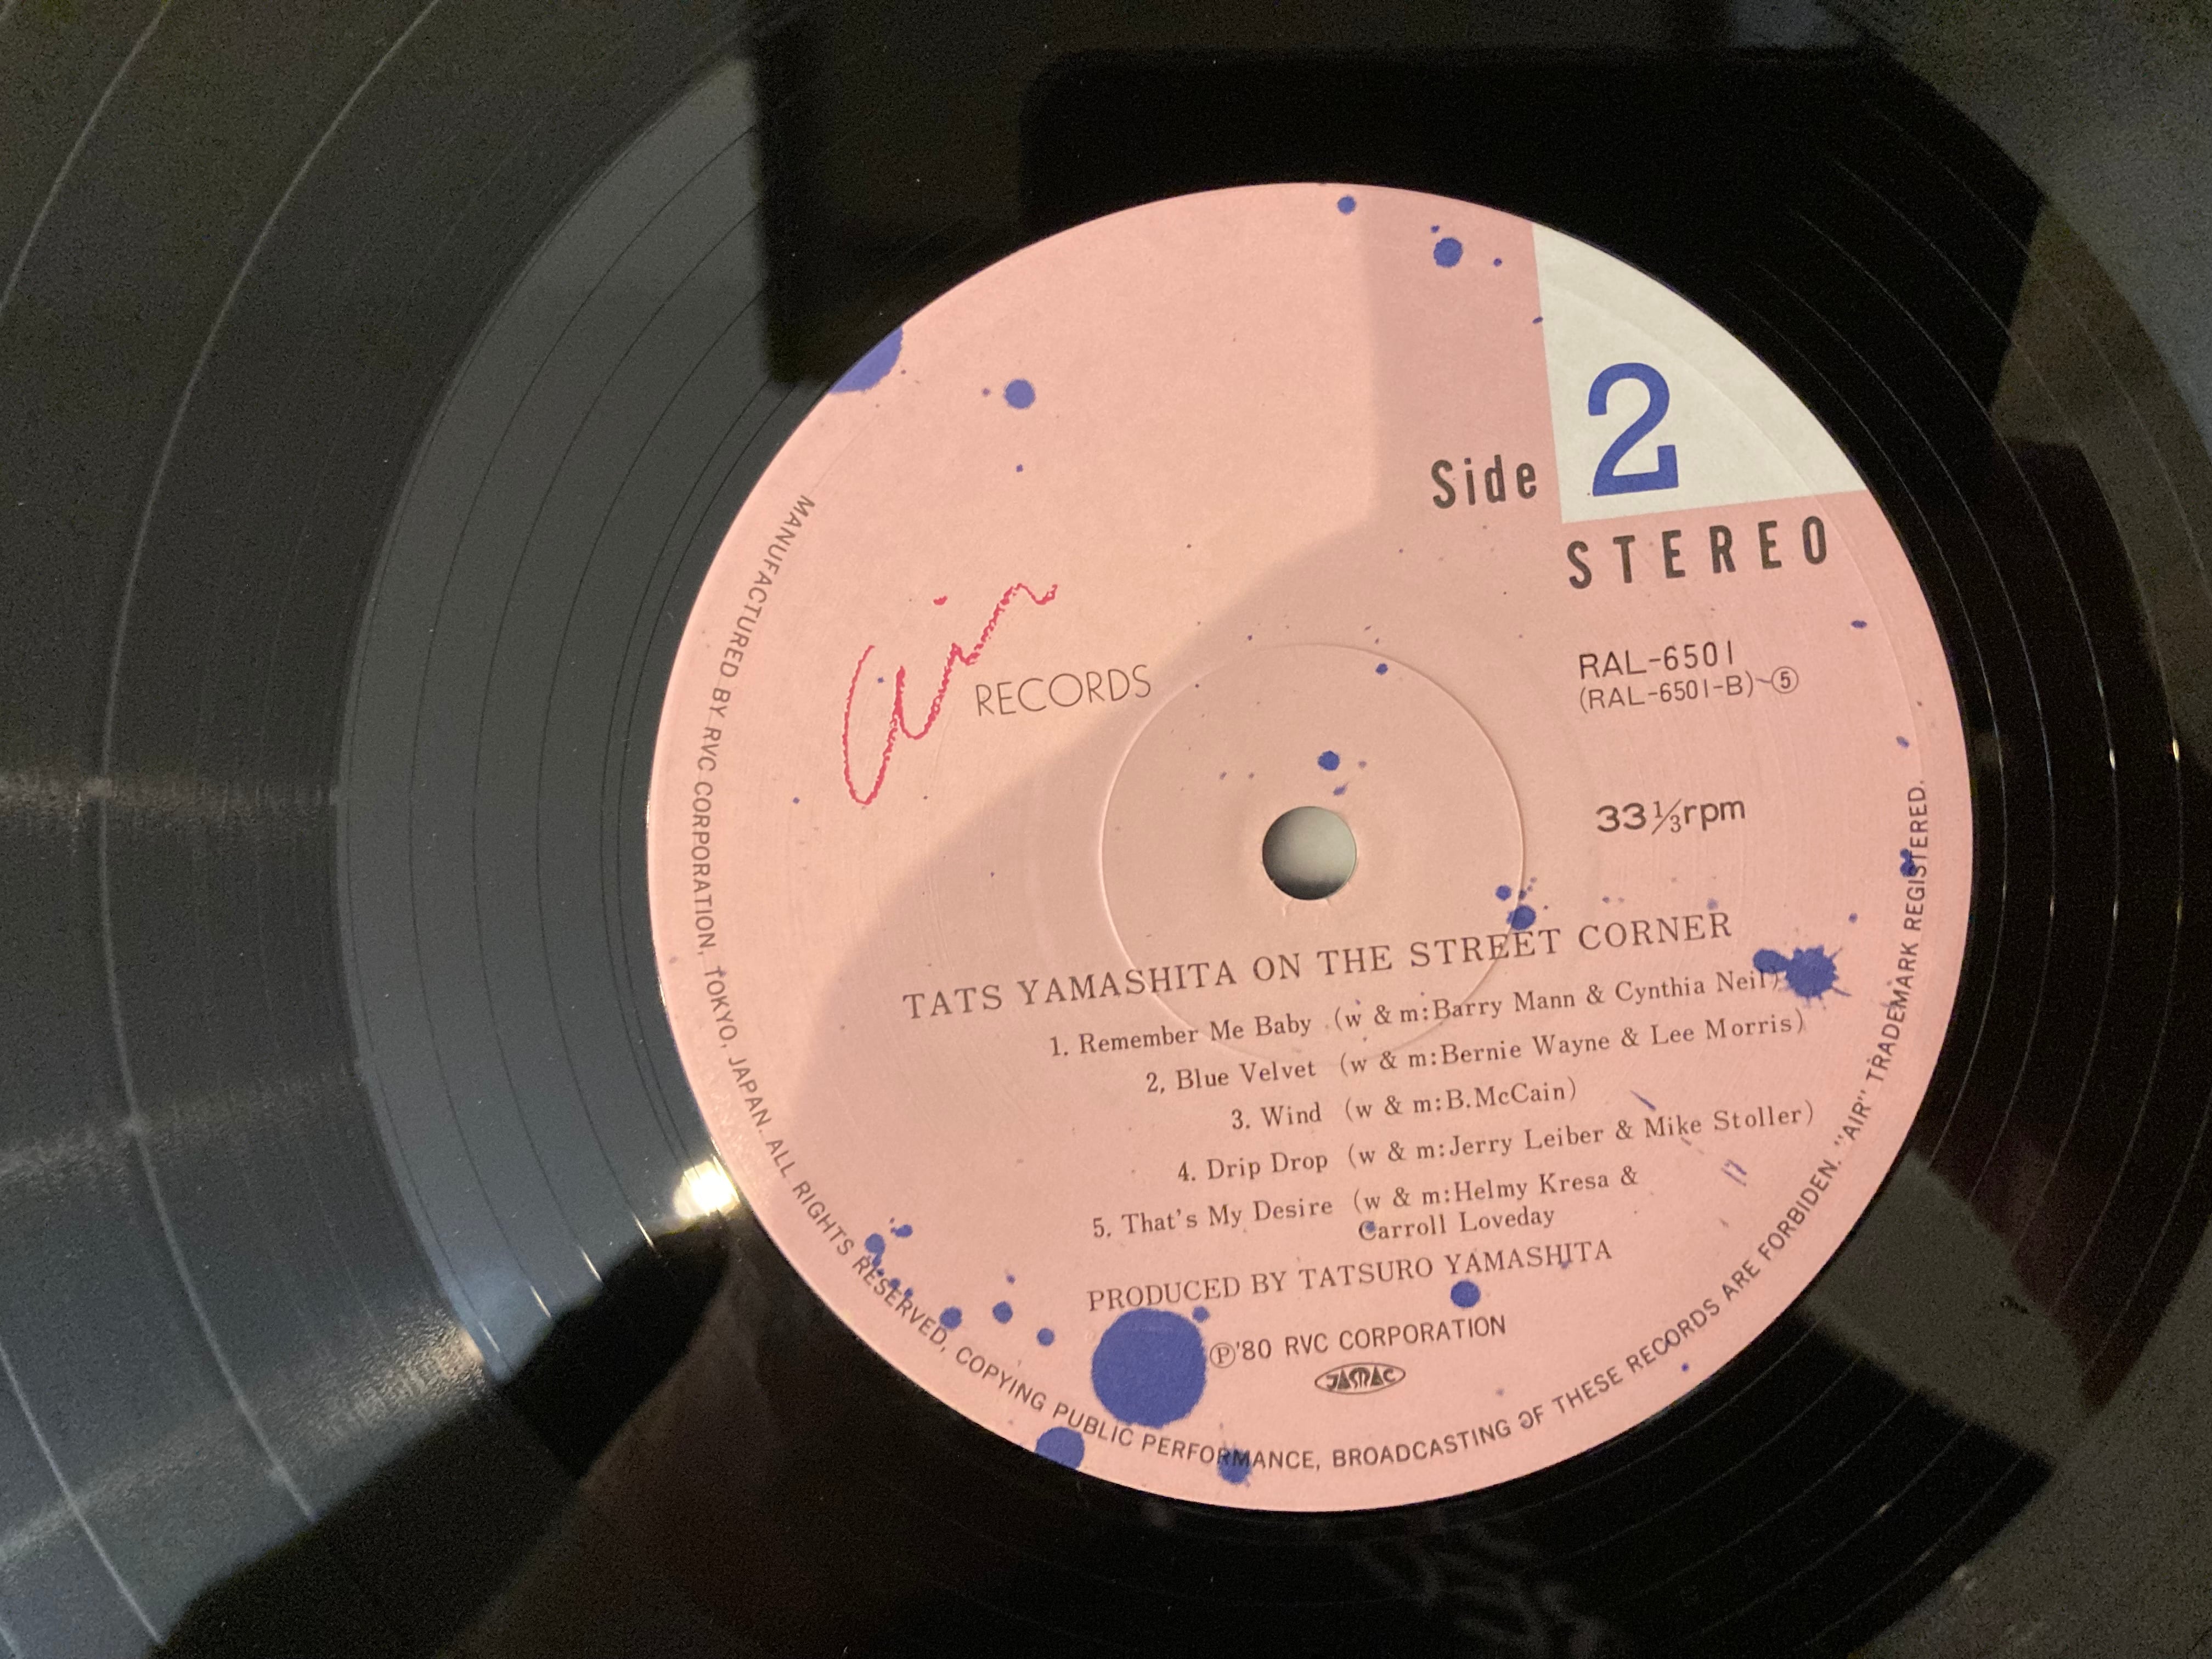 Side 2
STEREO
air RECORDS
RAL-6501
(RAL-6501-B)-⑤
33⅓rpm
TATS YAMASHITA ON THE STREET CORNER
1. Remember Me Baby (w & m:Barry Mann & Cynthia Neil)
2. Blue Velvet (w & m:Bernie Wayne & Lee Morris)
3. Wind (w & m:B.McCain)
4. Drip Drop (w & m:Jerry Leiber & Mike Stoller)
5. That's My Desire (w & m:Helmy Kresa &
Carroll Loveday
PRODUCED BY TATSURO YAMASHITA
Ⓟ'80 RVC CORPORATION
JASRAC
MANUFACTURED BY RVC CORPORATION, TOKYO, JAPAN. ALL RIGHTS RESERVED, COPYING PUBLIC PERFORMANCE, BROADCASTING OF THESE RECORDS ARE FORBIDEN. "AIR" TRADEMARK REGISTERED.